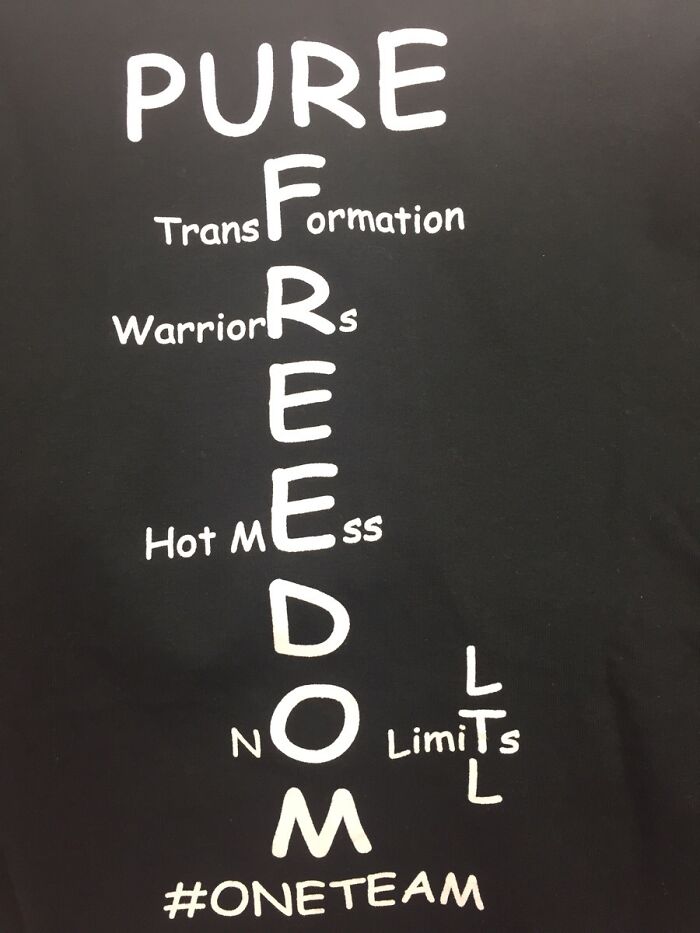 PURE
TransFormation
WarrioRRs
E
Hot MEss
D
L
NO LimiTs
L
M
#ONETEAM